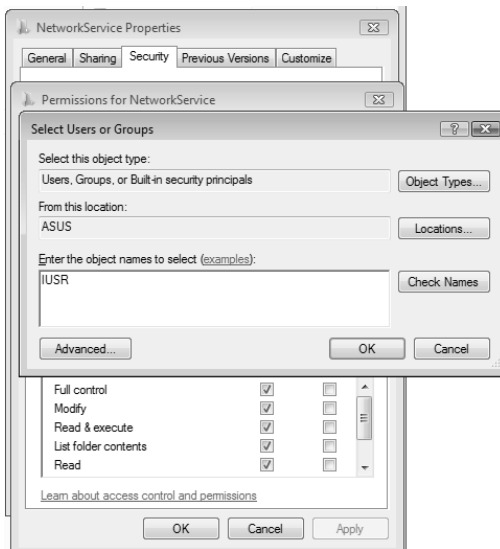 NetworkService Properties
General Sharing Security Previous Versions Customize
Permissions for NetworkService
Select Users or Groups
Select this object type:
Users, Groups, or Built-in security principals Object Types...
From this location:
ASUS Locations...
Enter the object names to select (examples):
IUSR Check Names
Advanced... OK Cancel
Full control
Modify
Read & execute
List folder contents
Read
Learn about access control and permissions
OK Cancel Apply